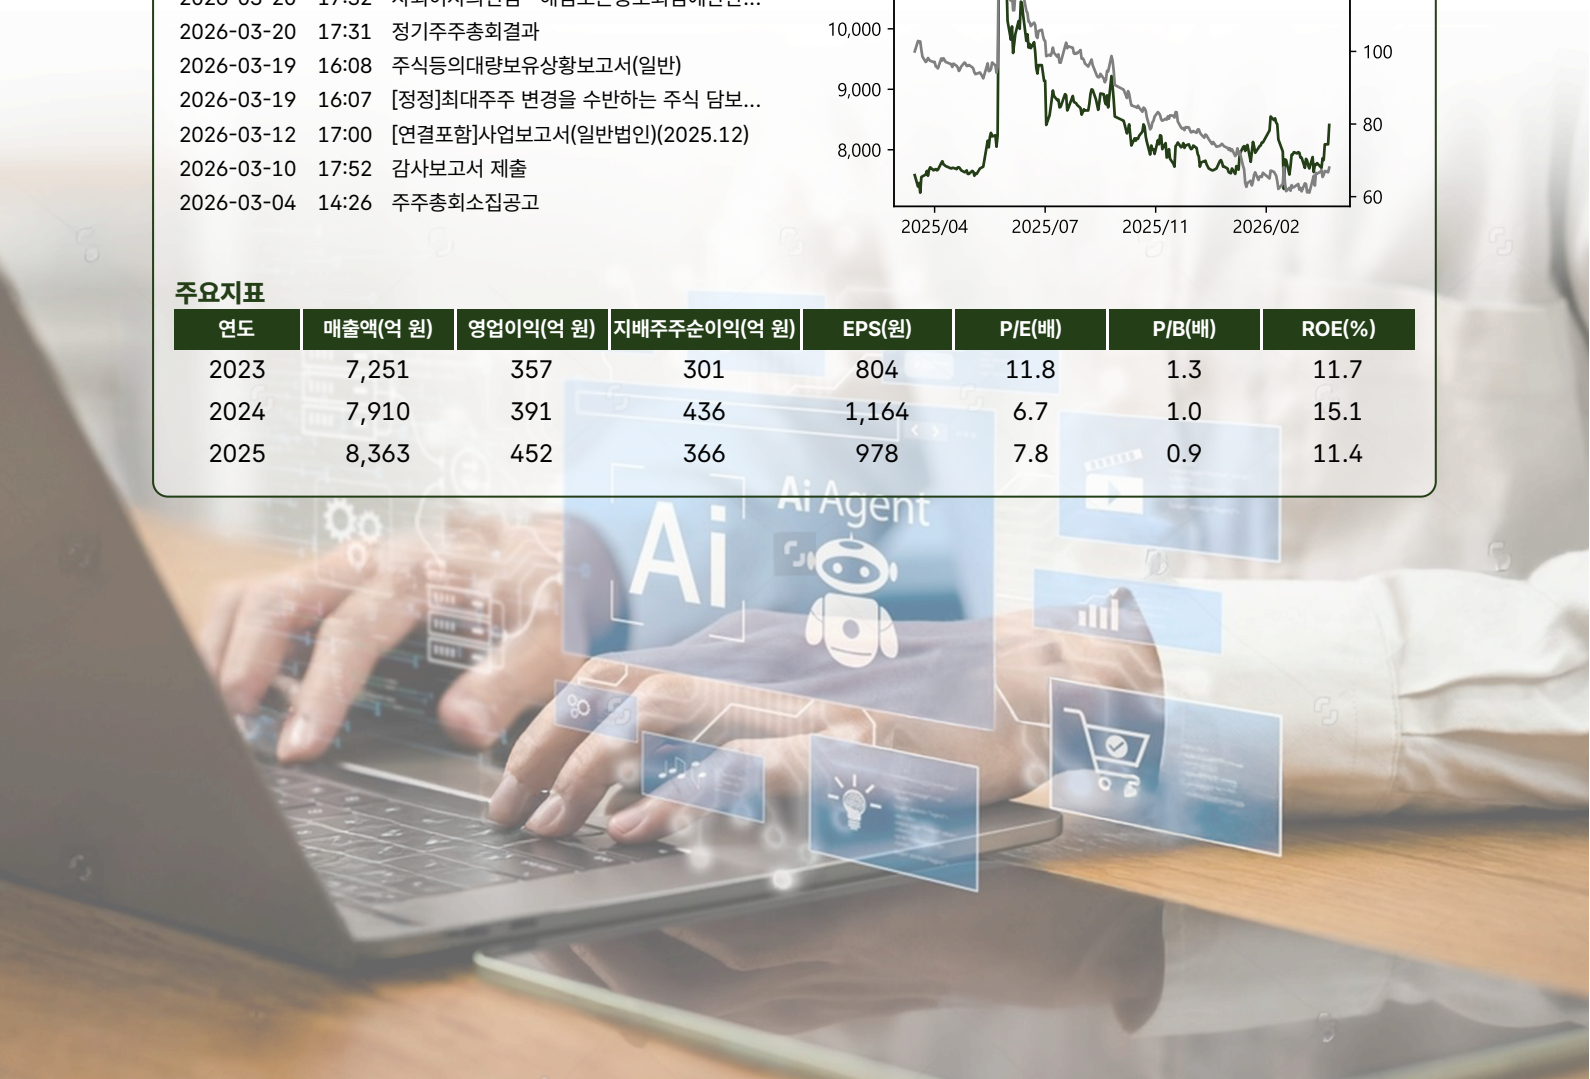 2026-03-20 17:31 정기주주총회결과
2026-03-19 16:08 주식등의대량보유상황보고서(일반)
2026-03-19 16:07 [정정]최대주주 변경을 수반하는 주식 담보...
2026-03-12 17:00 [연결포함]사업보고서(일반법인)(2025.12)
2026-03-10 17:52 감사보고서 제출
2026-03-04 14:26 주주총회소집공고
10,000
9,000
8,000
100
80
60
2025/04 2025/07 2025/11 2026/02
주요지표
연도 매출액(억 원) 영업이익(억 원) 지배주주순이익(억 원) EPS(원) P/E(배) P/B(배) ROE(%)
2023 7,251 357 301 804 11.8 1.3 11.7
2024 7,910 391 436 1,164 6.7 1.0 15.1
2025 8,363 452 366 978 7.8 0.9 11.4
Ai Agent
Ai